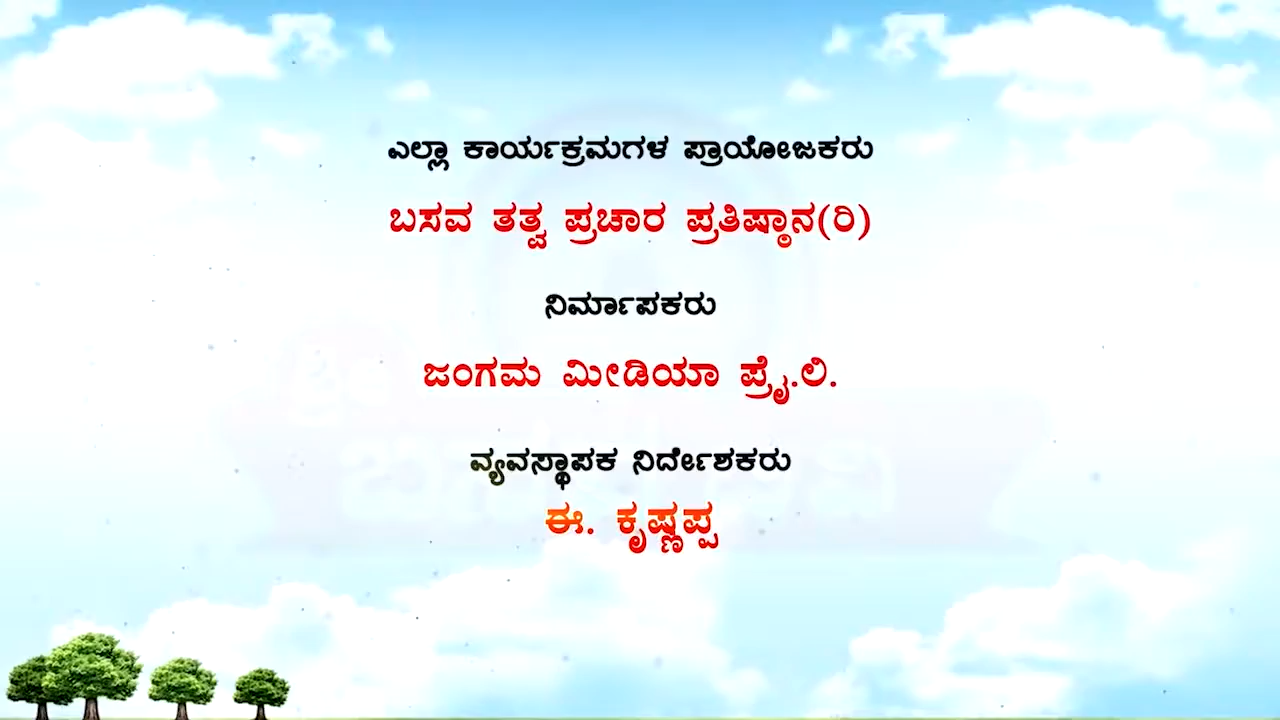 ಎಲ್ಲಾ ಕಾರ್ಯಕ್ರಮಗಳ ಪ್ರಾಯೋಜಕರು
ಬಸವ ತತ್ವ ಪ್ರಚಾರ ಪ್ರತಿಷ್ಠಾನ(ರಿ)
ನಿರ್ಮಾಪಕರು
ಜಂಗಮ ಮೀಡಿಯಾ ಪ್ರೈ.ಲಿ.
ವ್ಯವಸ್ಥಾಪಕ ನಿರ್ದೇಶಕರು
ಈ. ಕೃಷ್ಣಪ್ಪ